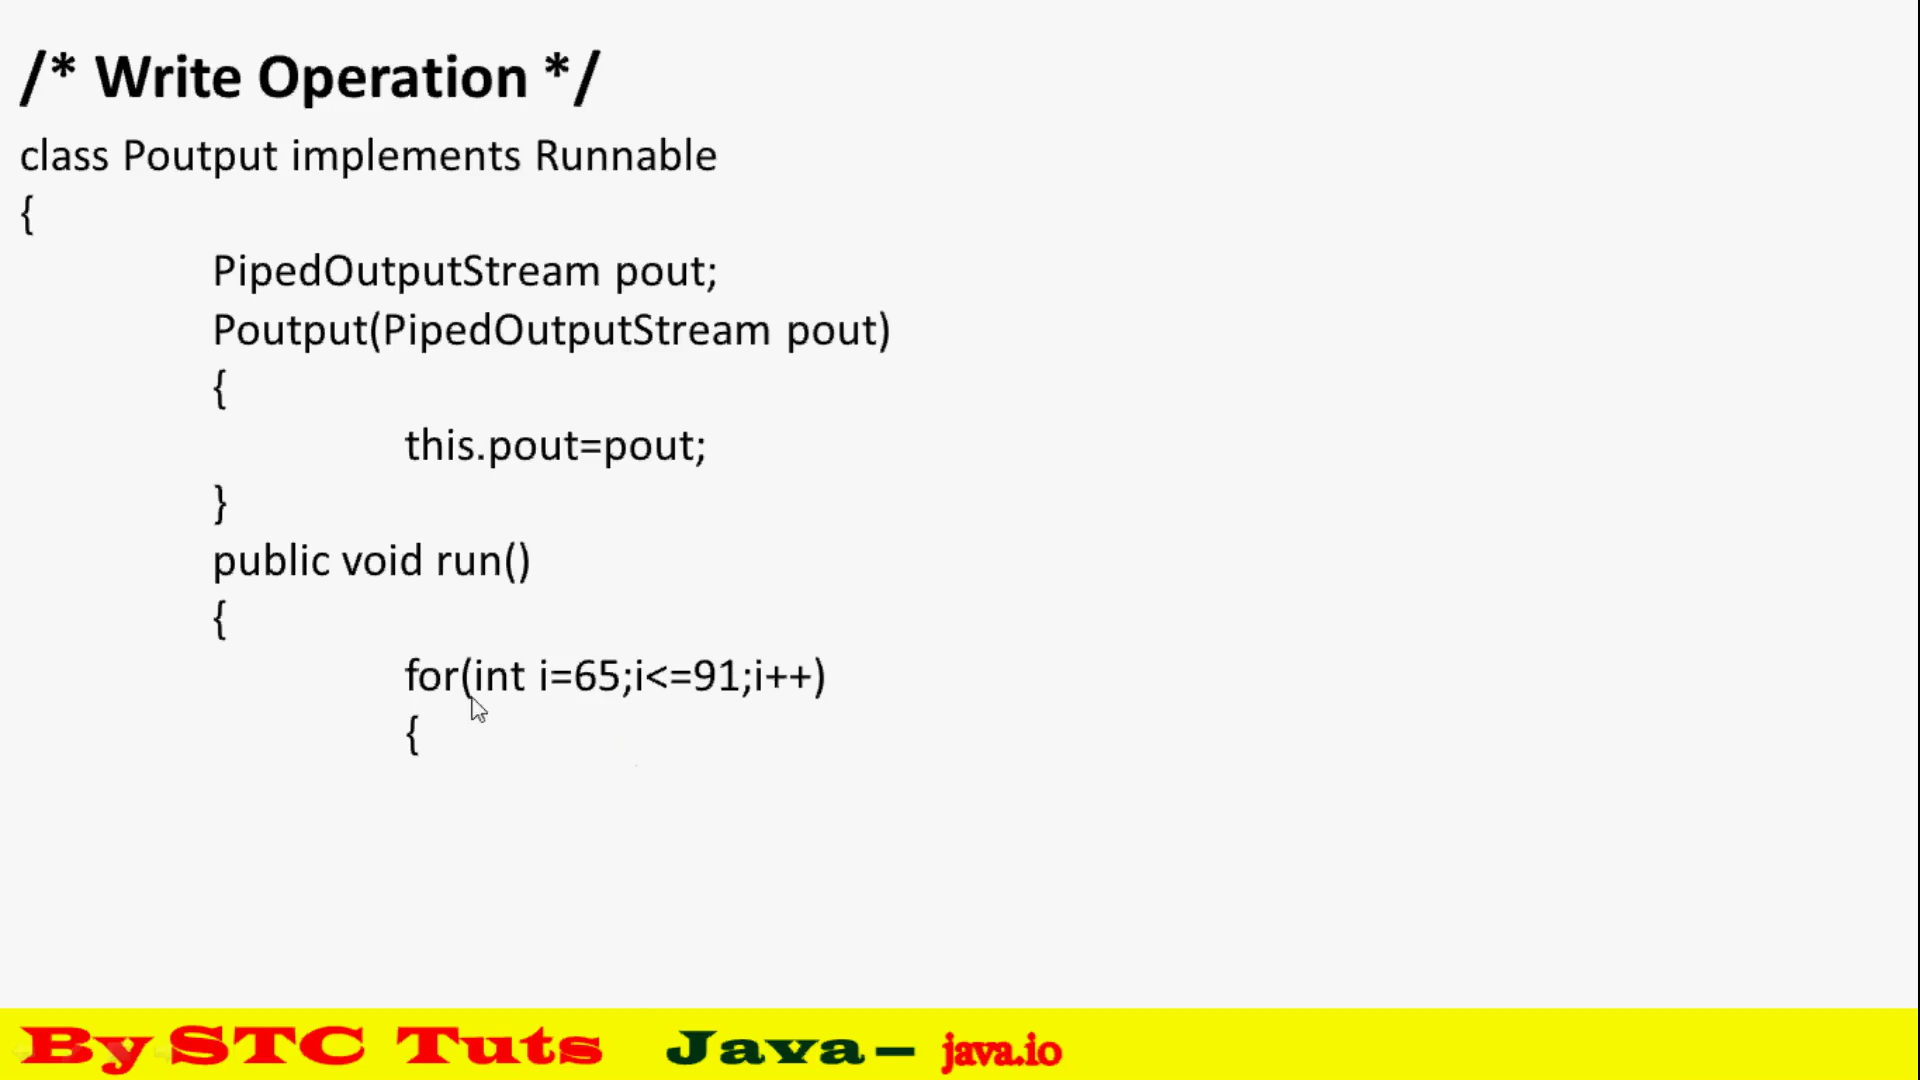 /* Write Operation */
class Poutput implements Runnable
{
PipedOutputStream pout;
Poutput(PipedOutputStream pout)
{
this.pout=pout;
}
public void run()
{
for(int i=65;i<=91;i++)
{
By STC Tuts Java – java.io